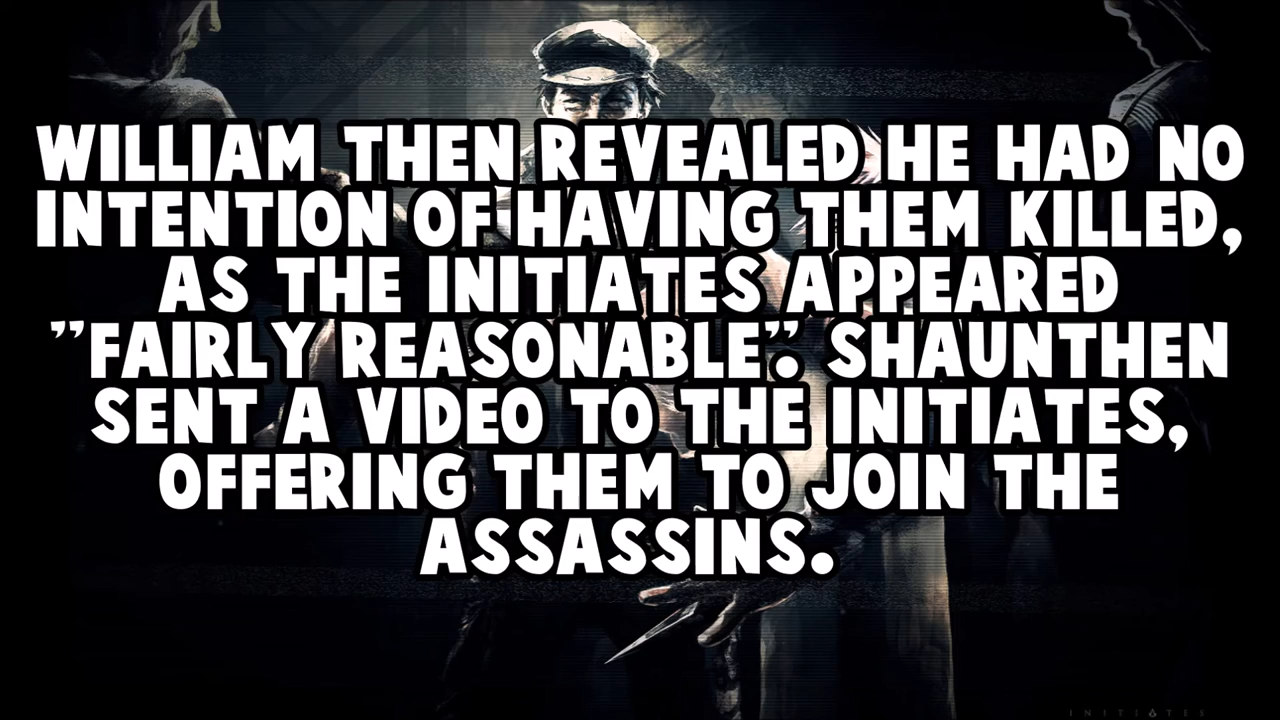 WILLIAM THEN REVEALED HE HAD NO
INTENTION OF HAVING THEM KILLED,
AS THE INITIATES APPEARED
"FAIRLY REASONABLE". SHAUNTHEN
SENT A VIDEO TO THE INITIATES,
OFFERING THEM TO JOIN THE
ASSASSINS.
INITIATES